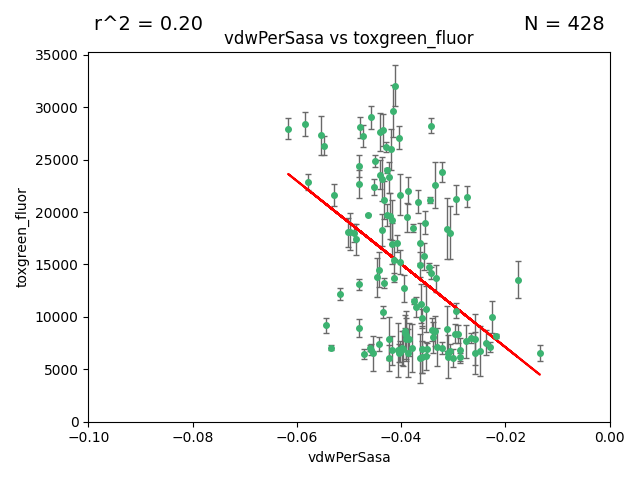 r^2 = 0.20
N = 428
vdwPerSasa vs toxgreen_fluor
35000
30000
25000
20000
15000
10000
5000
0
toxgreen_fluor
−0.10
−0.08
−0.06
−0.04
−0.02
0.00
vdwPerSasa